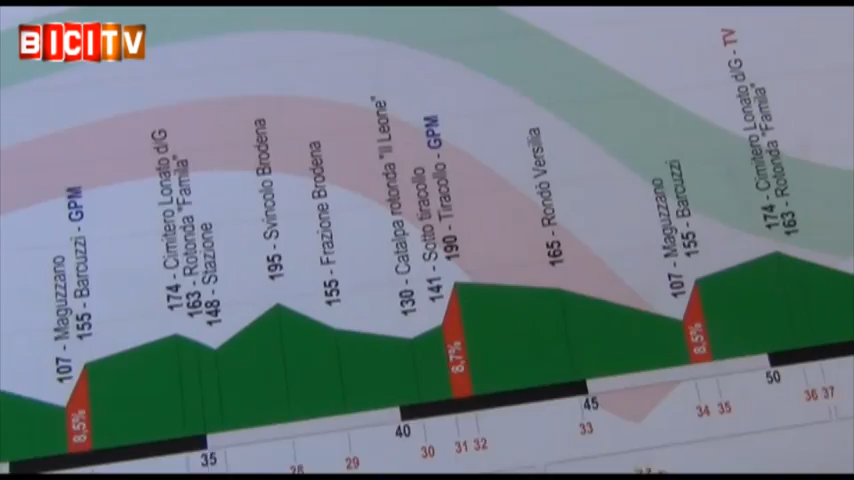 BICITV
107 - Maguzzano
155 - Barcuzzi - GPM
174 - Cimitero Lonato d/G
163 - Rotonda "Famila"
148 - Stazione
195 - Svincolo Brodena
155 - Frazione Brodena
130 - Catalpa rotonda "Il Leone"
141 - Sotto tiracollo
190 - Tiracollo - GPM
165 - Rondò Versilia
107 - Maguzzano
155 - Barcuzzi
174 - Cimitero Lonato d/G - TV
163 - Rotonda "Famila"
8,5%
8,7%
8,5%
35
40
45
50
28
29
30
31
32
33
34
35
36
37